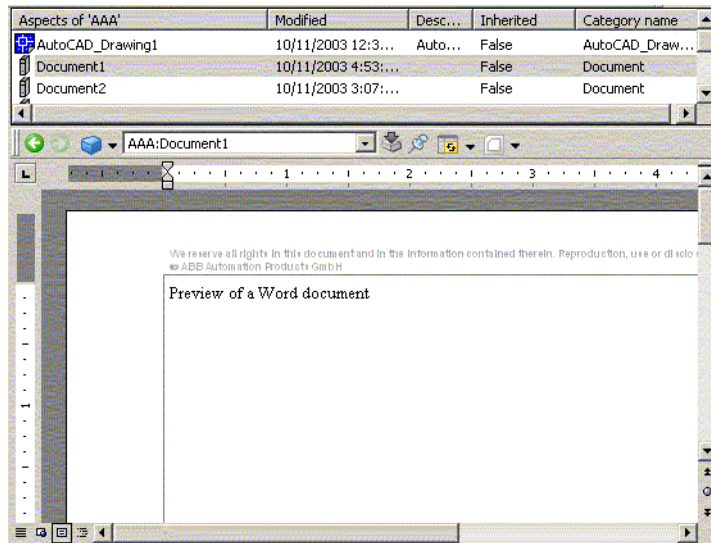 Aspects of 'AAA' Modified Desc... Inherited Category name
AutoCAD_Drawing1 10/11/2003 12:3... Auto... False AutoCAD_Draw...
Document1 10/11/2003 4:53:... False Document
Document2 10/11/2003 3:07:... False Document
AAA:Document1
L 1 2 3 4
We reserve all rights in this document and in the information contained therein. Reproduction, use or disclo
© ABB Automation Products GmbH
Preview of a Word document
1